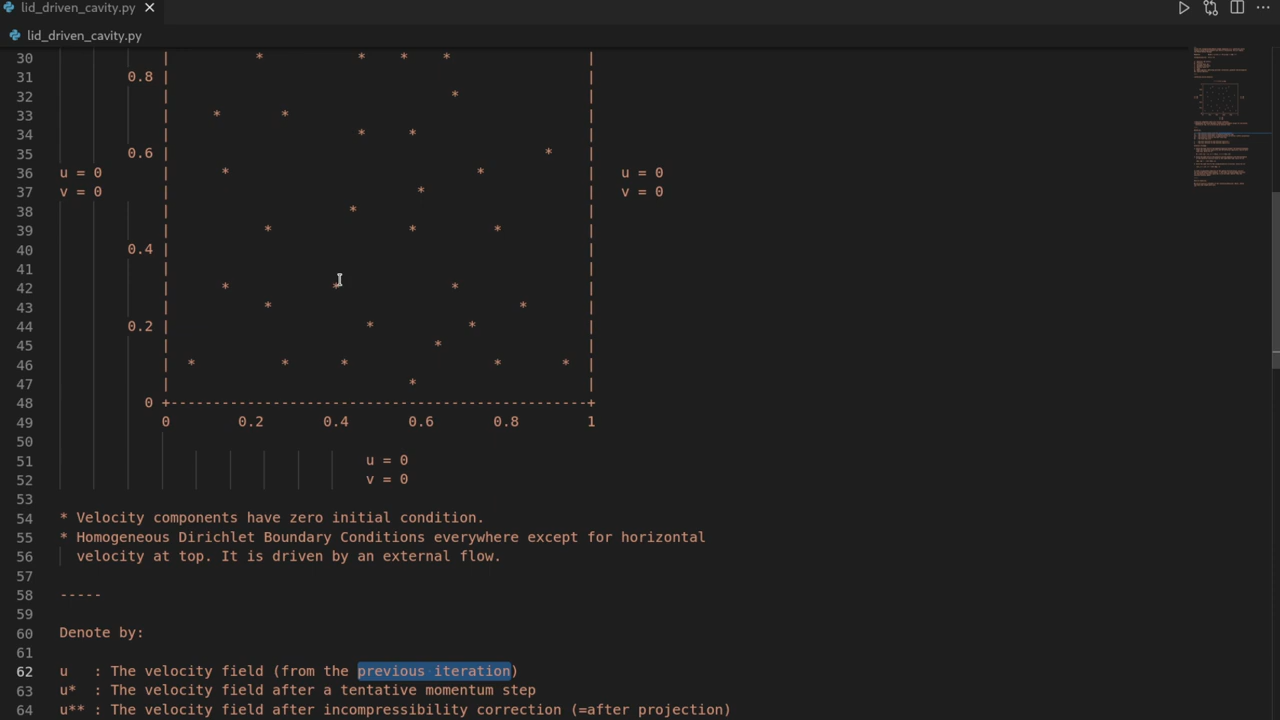 lid_driven_cavity.py
lid_driven_cavity.py
30 | * * * * |
31 0.8 | |
32 | * |
33 | * * |
34 | * * |
35 0.6 | * |
36 u = 0 | * * | u = 0
37 v = 0 | * | v = 0
38 | * |
39 | * * * |
40 0.4 | |
41 | |
42 | * * * |
43 | * * |
44 0.2 | * * |
45 | * |
46 | * * * * * |
47 | * |
48 0 +--------------------------------------------------+
49 0 0.2 0.4 0.6 0.8 1
50
51 u = 0
52 v = 0
53
54 * Velocity components have zero initial condition.
55 * Homogeneous Dirichlet Boundary Conditions everywhere except for horizontal
56 velocity at top. It is driven by an external flow.
57
58 -----
59
60 Denote by:
61
62 u : The velocity field (from the previous iteration)
63 u* : The velocity field after a tentative momentum step
64 u** : The velocity field after incompressibility correction (=after projection)